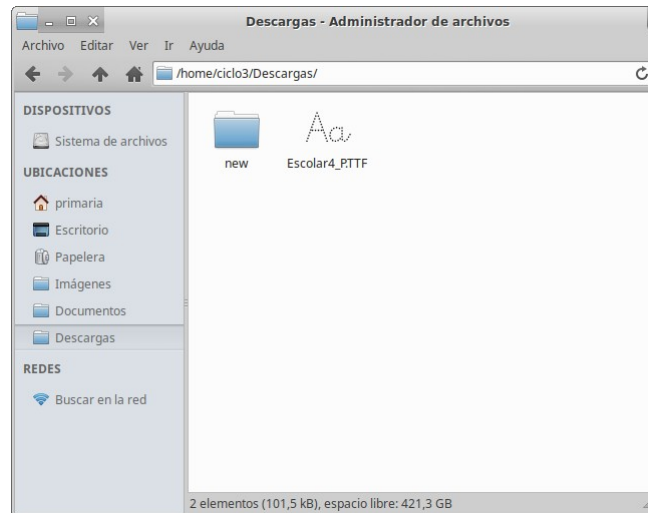 Descargas - Administrador de archivos
Archivo Editar Ver Ir Ayuda
/home/ciclo3/Descargas/
DISPOSITIVOS
Sistema de archivos
UBICACIONES
primaria
Escritorio
Papelera
Imágenes
Documentos
Descargas
REDES
Buscar en la red
Aa
new
Escolar4_P.TTF
2 elementos (101,5 kB), espacio libre: 421,3 GB